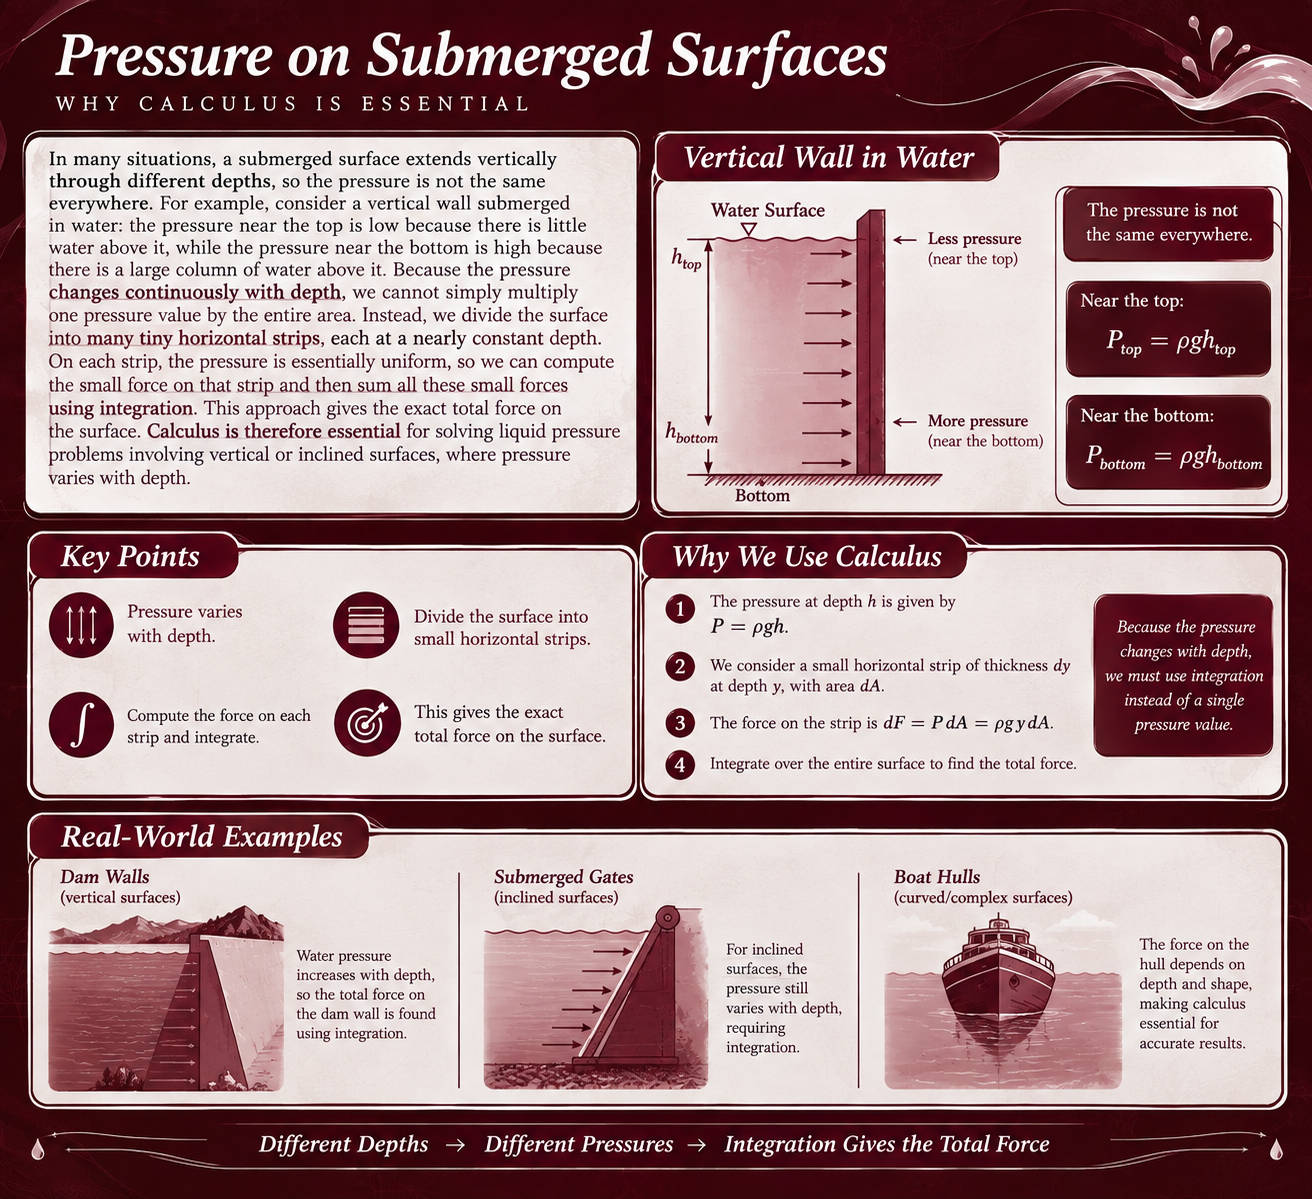 Pressure on Submerged Surfaces
WHY CALCULUS IS ESSENTIAL
In many situations, a submerged surface extends vertically
through different depths, so the pressure is not the same
everywhere. For example, consider a vertical wall submerged
in water: the pressure near the top is low because there is little
water above it, while the pressure near the bottom is high because
there is a large column of water above it. Because the pressure
changes continuously with depth, we cannot simply multiply
one pressure value by the entire area. Instead, we divide the surface
into many tiny horizontal strips, each at a nearly constant depth.
On each strip, the pressure is essentially uniform, so we can compute
the small force on that strip and then sum all these small forces
using integration. This approach gives the exact total force on
the surface. Calculus is therefore essential for solving liquid pressure
problems involving vertical or inclined surfaces, where pressure
varies with depth.
Vertical Wall in Water
Water Surface
h_top
h_bottom
Bottom
Less pressure
(near the top)
More pressure
(near the bottom)
The pressure is not
the same everywhere.
Near the top:
P_top = ρgh_top
Near the bottom:
P_bottom = ρgh_bottom
Key Points
Pressure varies
with depth.
Divide the surface into
small horizontal strips.
∫
Compute the force on each
strip and integrate.
This gives the exact
total force on the surface.
Why We Use Calculus
1 The pressure at depth h is given by
P = ρgh.
2 We consider a small horizontal strip of thickness dy
at depth y, with area dA.
3 The force on the strip is dF = P dA = ρg y dA.
4 Integrate over the entire surface to find the total force.
Because the pressure
changes with depth,
we must use integration
instead of a single
pressure value.
Real-World Examples
Dam Walls
(vertical surfaces)
Water pressure
increases with depth,
so the total force on
the dam wall is found
using integration.
Submerged Gates
(inclined surfaces)
For inclined
surfaces, the
pressure still
varies with depth,
requiring
integration.
Boat Hulls
(curved/complex surfaces)
The force on the
hull depends on
depth and shape,
making calculus
essential for
accurate results.
Different Depths → Different Pressures → Integration Gives the Total Force